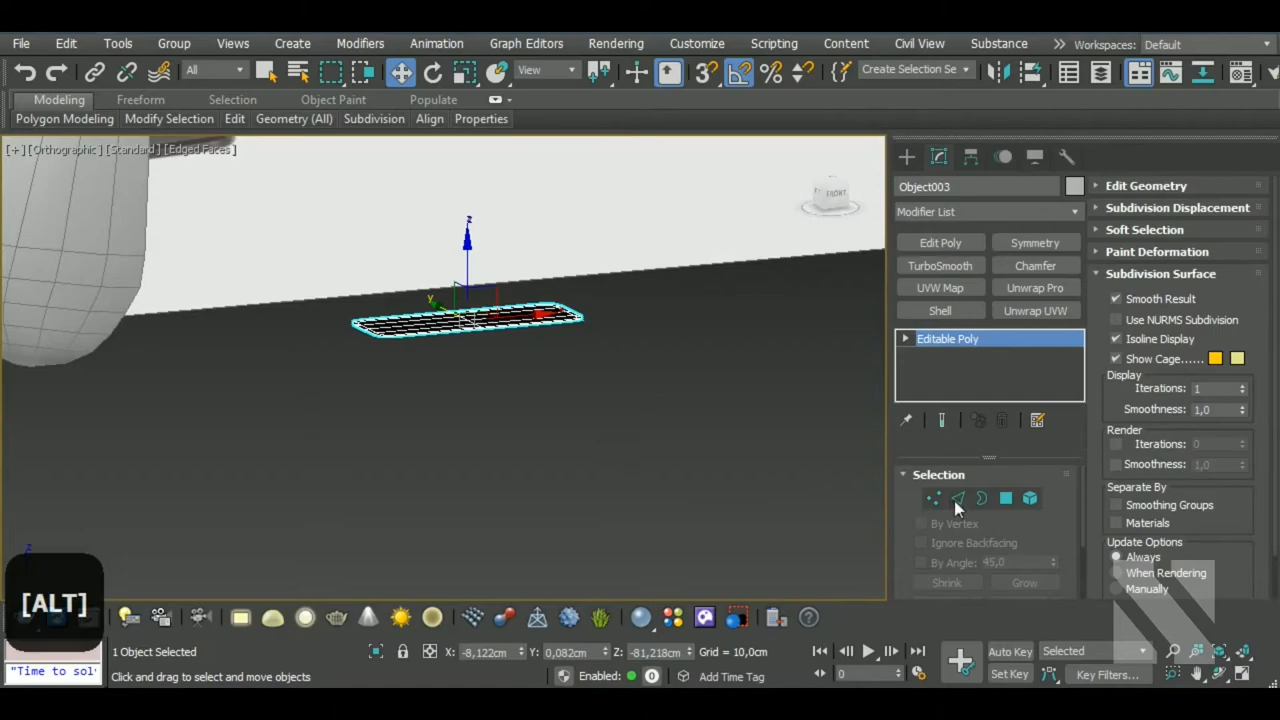 File Edit Tools Group Views Create Modifiers Animation Graph Editors Rendering Customize Scripting Content Civil View Substance Workspaces: Default
All View Create Selection Se
Modeling Freeform Selection Object Paint Populate
Polygon Modeling Modify Selection Edit Geometry (All) Subdivision Align Properties
[+] [Orthographic] [Standard] [Edged Faces]
FRONT
z
y
z
Object003
Modifier List
Edit Poly Symmetry
TurboSmooth Chamfer
UVW Map Unwrap Pro
Shell Unwrap UVW
Editable Poly
Selection
By Vertex
Ignore Backfacing
By Angle: 45,0
Shrink Grow
Edit Geometry
Subdivision Displacement
Soft Selection
Paint Deformation
Subdivision Surface
Smooth Result
Use NURMS Subdivision
Isoline Display
Show Cage......
Display
Iterations: 1
Smoothness: 1,0
Render
Iterations: 0
Smoothness: 1,0
Separate By
Smoothing Groups
Materials
Update Options
Always
When Rendering
Manually
[ALT]
"Time to sol
1 Object Selected X: -8,122cm Y: 0,082cm Z: -81,218cm Grid = 10,0cm
Click and drag to select and move objects Enabled: 0 Add Time Tag
Auto Key Selected
0 Set Key Key Filters...